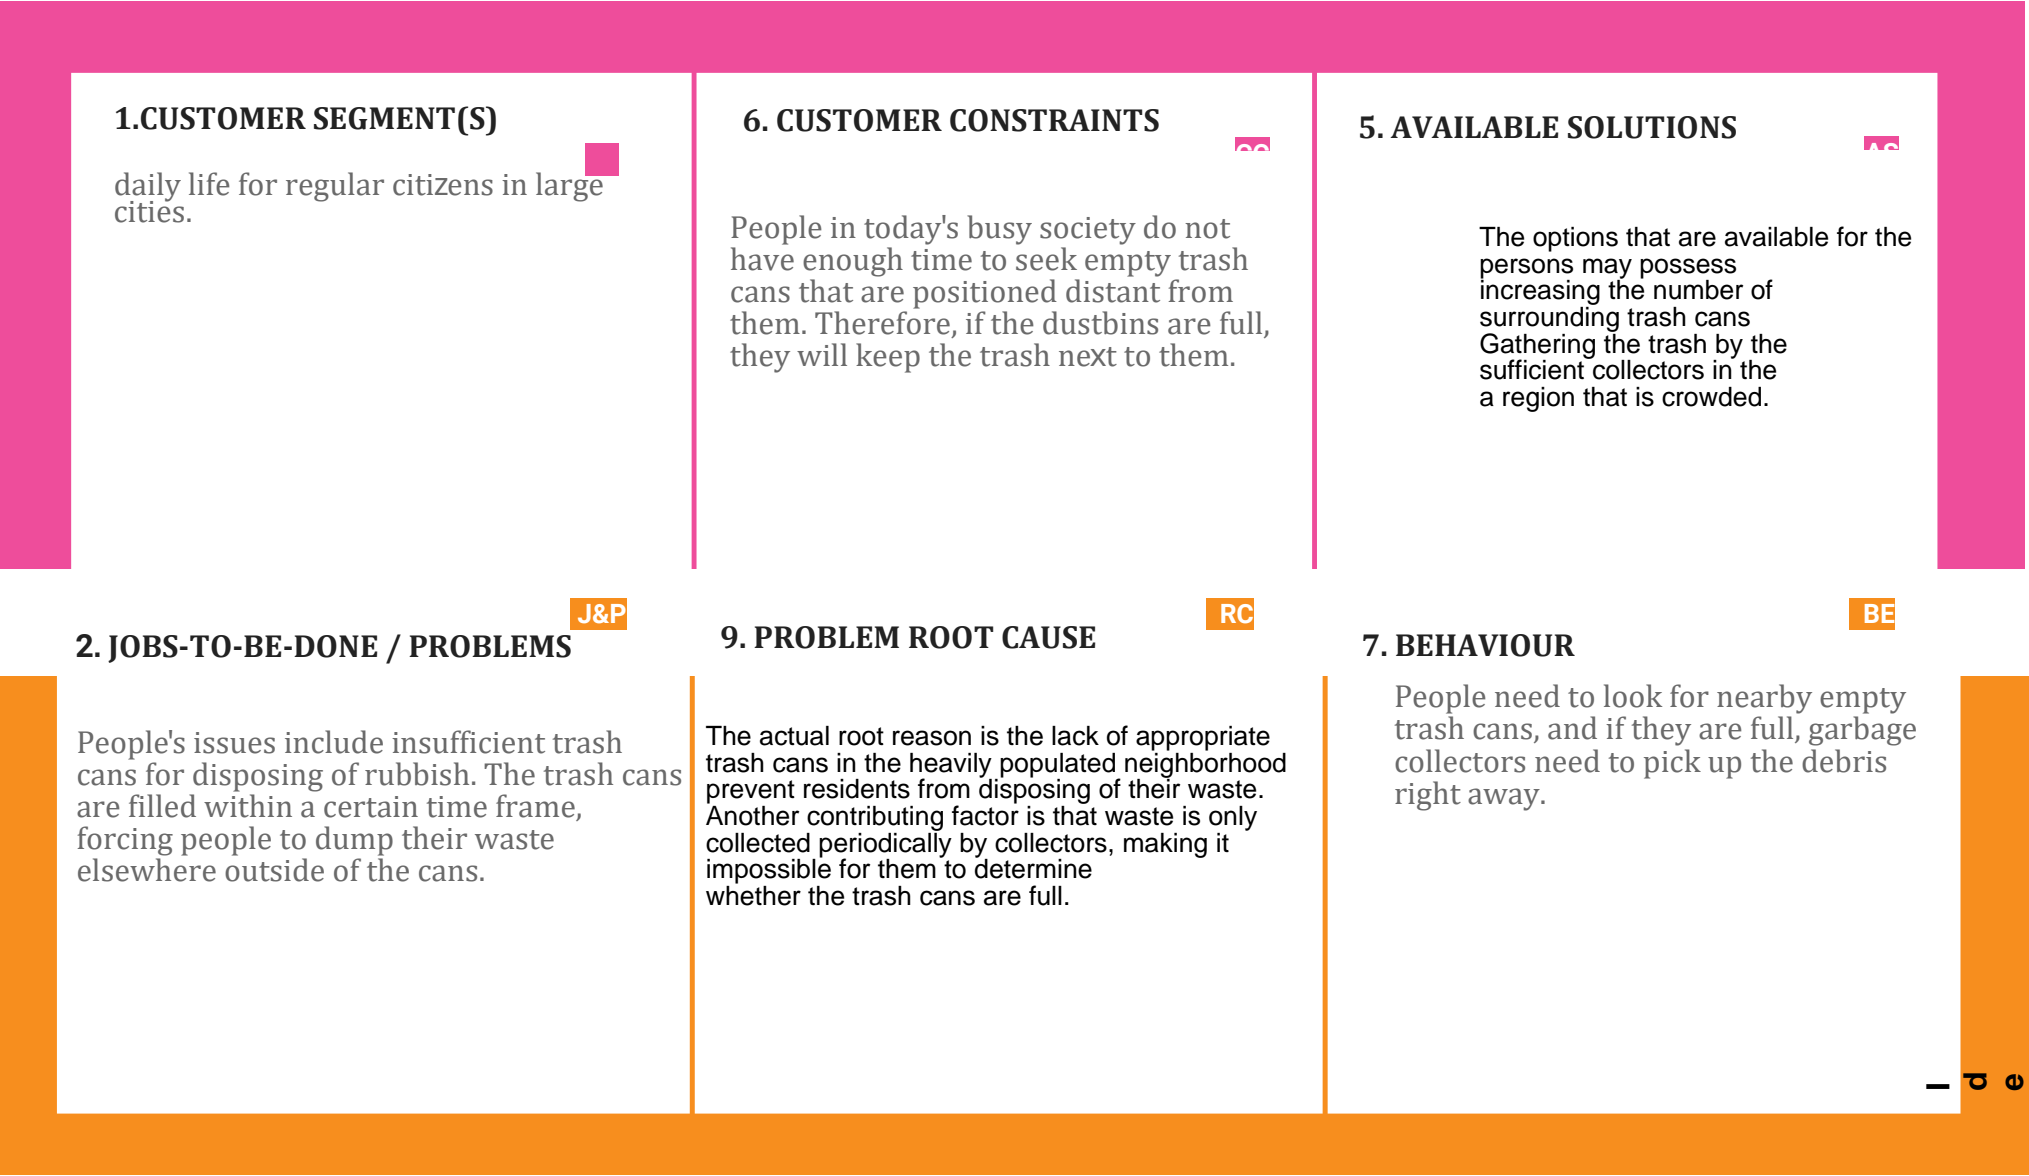 1.CUSTOMER SEGMENT(S)
daily life for regular citizens in large
cities.
6. CUSTOMER CONSTRAINTS
CC
People in today's busy society do not
have enough time to seek empty trash
cans that are positioned distant from
them. Therefore, if the dustbins are full,
they will keep the trash next to them.
5. AVAILABLE SOLUTIONS
AS
The options that are available for the
persons may possess
increasing the number of
surrounding trash cans
Gathering the trash by the
sufficient collectors in the
a region that is crowded.
J&P
2. JOBS-TO-BE-DONE / PROBLEMS
People's issues include insufficient trash
cans for disposing of rubbish. The trash cans
are filled within a certain time frame,
forcing people to dump their waste
elsewhere outside of the cans.
RC
9. PROBLEM ROOT CAUSE
The actual root reason is the lack of appropriate
trash cans in the heavily populated neighborhood
prevent residents from disposing of their waste.
Another contributing factor is that waste is only
collected periodically by collectors, making it
impossible for them to determine
whether the trash cans are full.
BE
7. BEHAVIOUR
People need to look for nearby empty
trash cans, and if they are full, garbage
collectors need to pick up the debris
right away.
I
d
e